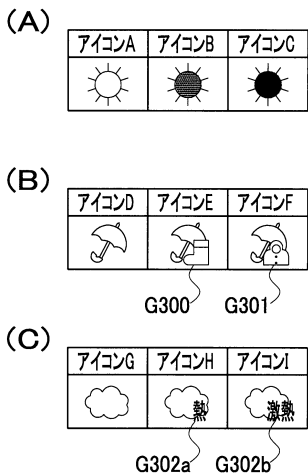 (A)
アイコンA アイコンB アイコンC
(B)
アイコンD アイコンE アイコンF
G300 G301
(C)
アイコンG アイコンH アイコンI
熱 激熱
G302a G302b